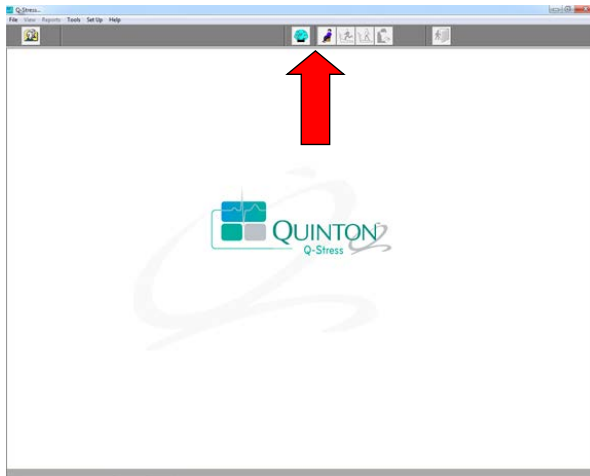 Q-Stress...
File View Reports Tools Set Up Help
QUINTON
Q-Stress